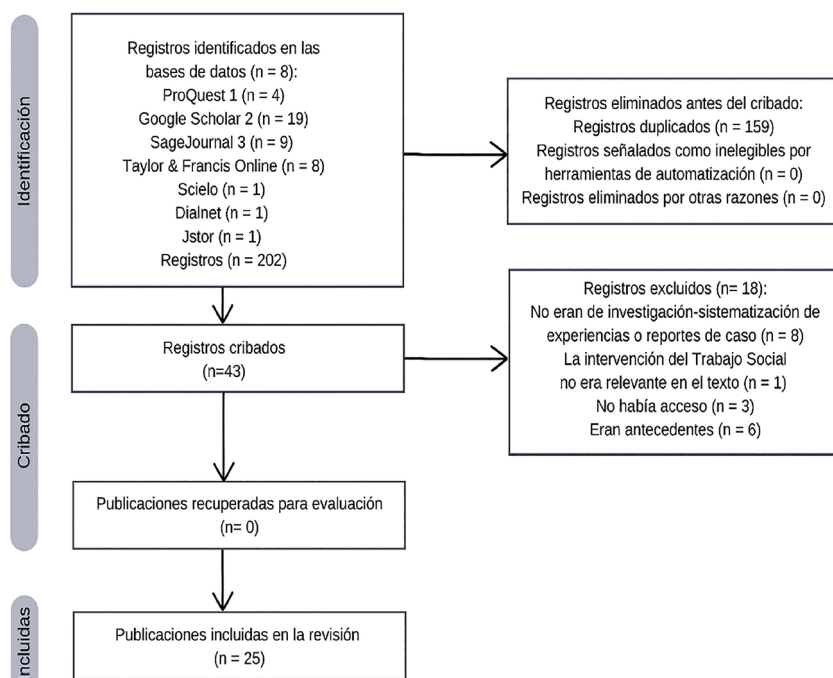 Identificación
Registros identificados en las
bases de datos (n = 8):
ProQuest 1 (n = 4)
Google Scholar 2 (n = 19)
SageJournal 3 (n = 9)
Taylor & Francis Online (n = 8)
Scielo (n = 1)
Dialnet (n = 1)
Jstor (n = 1)
Registros (n = 202)
Registros eliminados antes del cribado:
Registros duplicados (n = 159)
Registros señalados como inelegibles por
herramientas de automatización (n = 0)
Registros eliminados por otras razones (n = 0)
Cribado
Registros cribados
(n=43)
Registros excluidos (n= 18):
No eran de investigación-sistematización de
experiencias o reportes de caso (n = 8)
La intervención del Trabajo Social
no era relevante en el texto (n = 1)
No había acceso (n = 3)
Eran antecedentes (n = 6)
Publicaciones recuperadas para evaluación
(n= 0)
ncluidas
Publicaciones incluidas en la revisión
(n = 25)